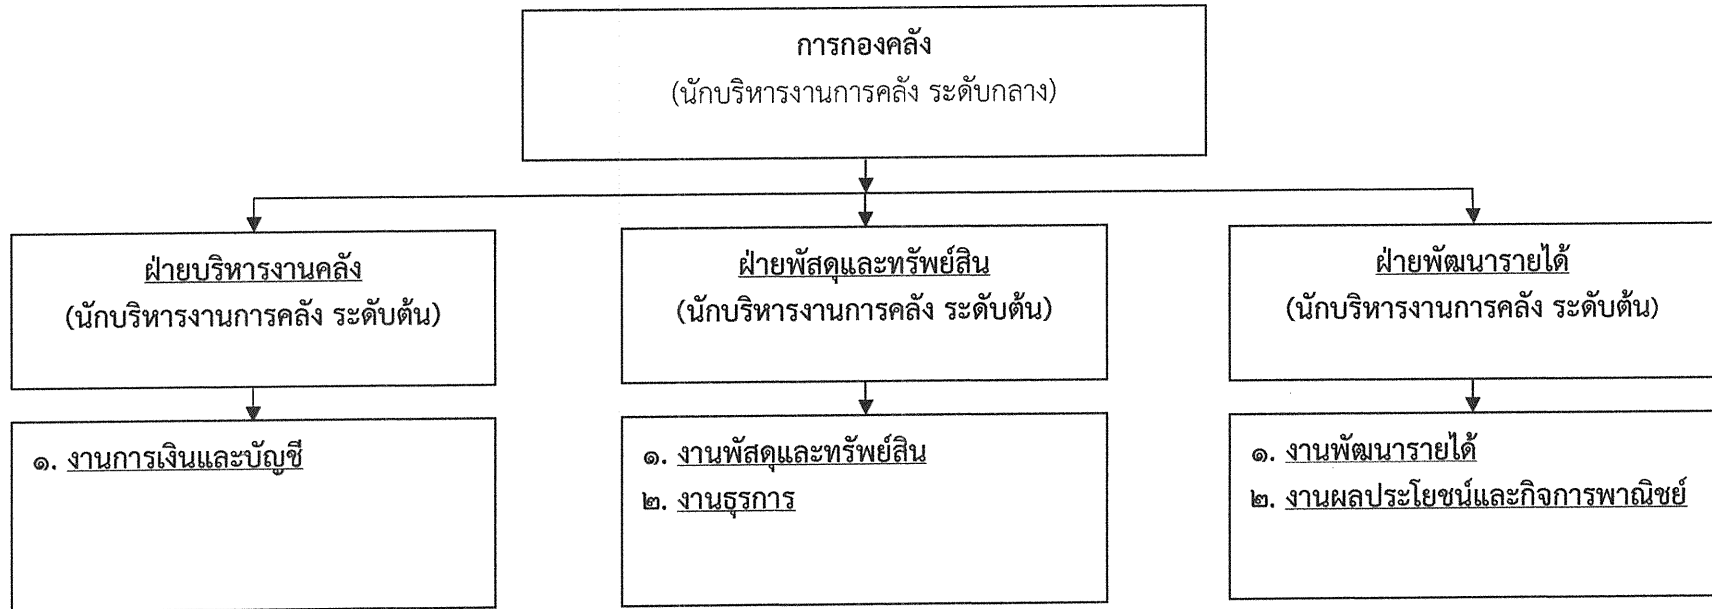 การกองคลัง
(นักบริหารงานการคลัง ระดับกลาง)
ฝ่ายบริหารงานคลัง
(นักบริหารงานการคลัง ระดับต้น)
๑. งานการเงินและบัญชี
ฝ่ายพัสดุและทรัพย์สิน
(นักบริหารงานการคลัง ระดับต้น)
๑. งานพัสดุและทรัพย์สิน
๒. งานธุรการ
ฝ่ายพัฒนารายได้
(นักบริหารงานการคลัง ระดับต้น)
๑. งานพัฒนารายได้
๒. งานผลประโยชน์และกิจการพาณิชย์